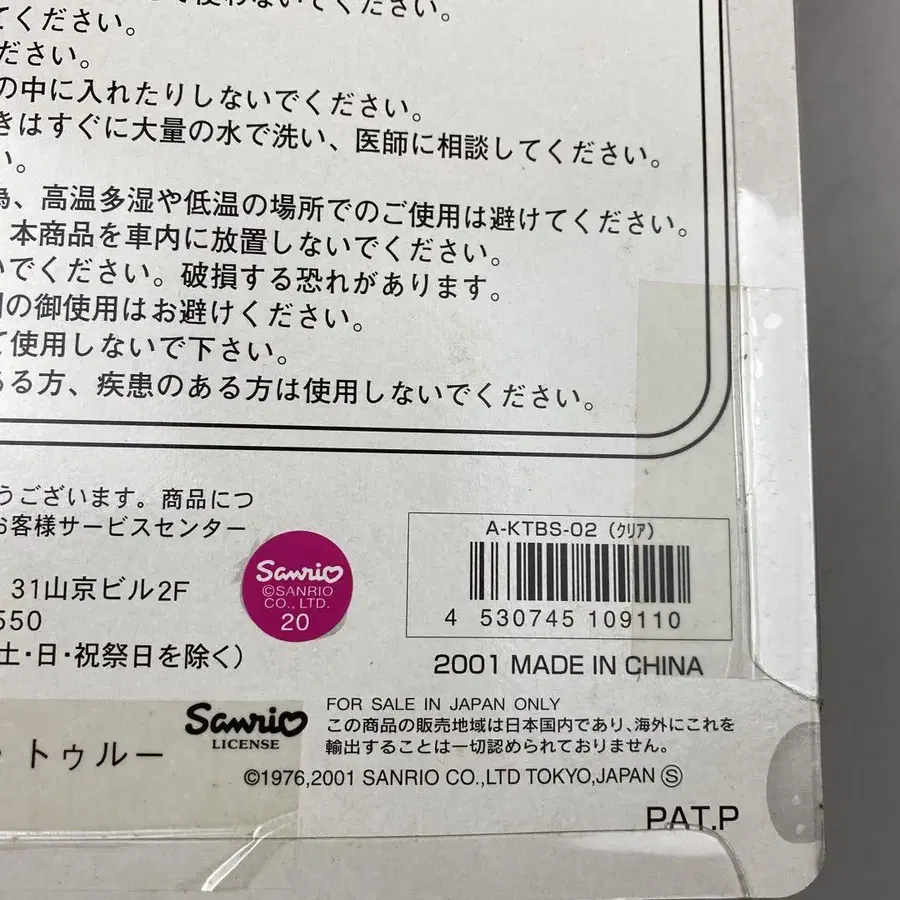 使わないでください。
てください。
ださい。
の中に入れたりしないでください。
きはすぐに大量の水で洗い、医師に相談してください。
い。
為、高温多湿や低温の場所でのご使用は避けてください。
本商品を車内に放置しないでください。
いでください。破損する恐れがあります。
の御使用はお避けください。
て使用しないで下さい。
ある方、疾患のある方は使用しないでください。
うございます。商品につ
お客様サービスセンター
31山京ビル2F
550
土・日・祝祭日を除く)
Sanrio
©SANRIO
CO., LTD.
20
A-KTBS-02 (クリア)
4 530745 109110
2001 MADE IN CHINA
トゥルー
Sanrio
LICENSE
FOR SALE IN JAPAN ONLY
この商品の販売地域は日本国内であり、海外にこれを
輸出することは一切認められておりません。
©1976,2001 SANRIO CO.,LTD TOKYO,JAPAN Ⓢ
PAT.P